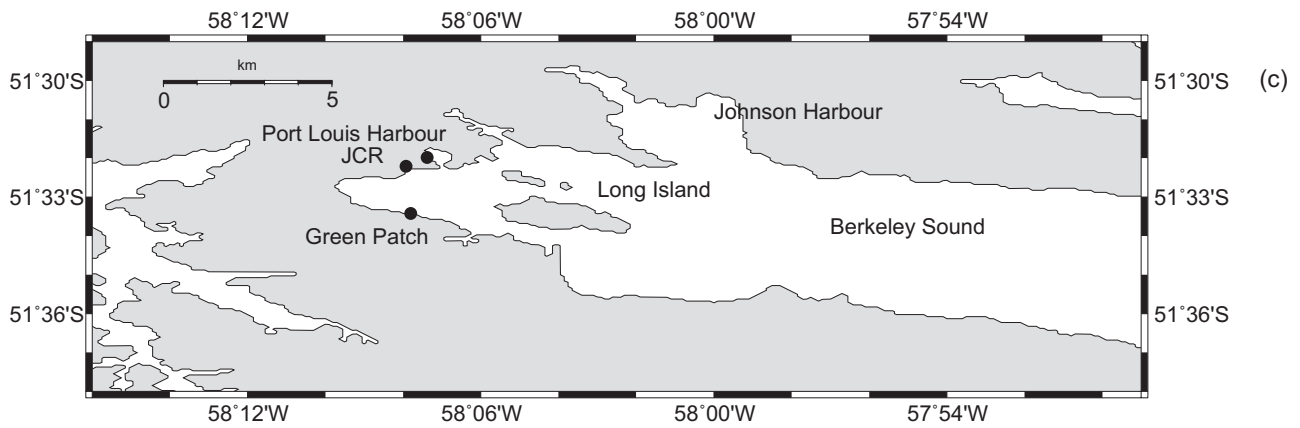 58°12'W 58°06'W 58°00'W 57°54'W
51°30'S 51°30'S (c)
km
0 5
Johnson Harbour
Port Louis Harbour
JCR
Long Island
51°33'S 51°33'S
Berkeley Sound
Green Patch
51°36'S 51°36'S
58°12'W 58°06'W 58°00'W 57°54'W